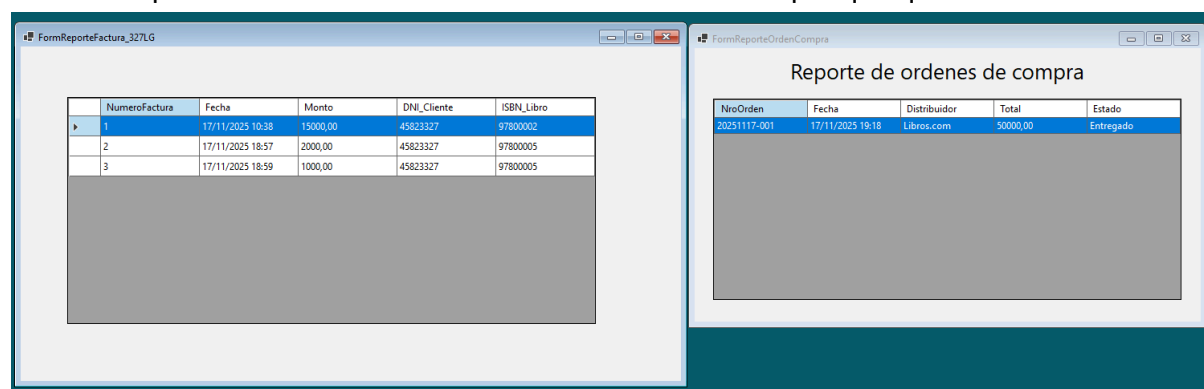 FormReporteFactura_327LG
NumeroFactura Fecha Monto DNI_Cliente ISBN_Libro
1 17/11/2025 10:38 15000,00 45823327 97800002
2 17/11/2025 18:57 2000,00 45823327 97800005
3 17/11/2025 18:59 1000,00 45823327 97800005
FormReporteOrdenCompra
Reporte de ordenes de compra
NroOrden Fecha Distribuidor Total Estado
20251117-001 17/11/2025 19:18 Libros.com 50000,00 Entregado